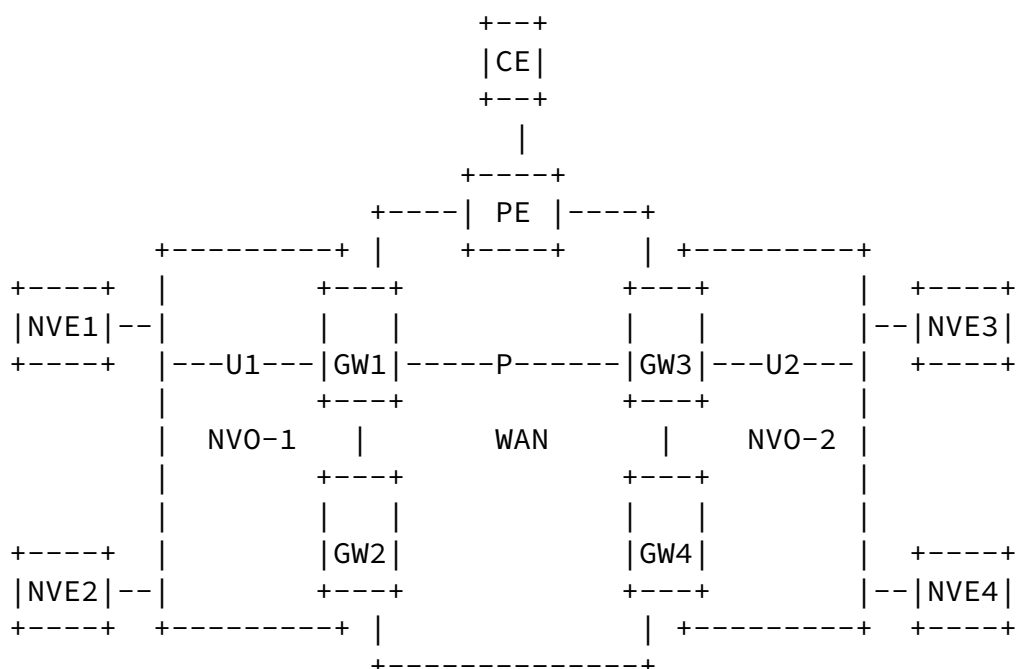 +--+
                               |CE|
                               +--+
                                 |
                              +----+
                         +----| PE |----+
          +---------+ |    +----+    | +---------+
+----+  |        +---+            +---+        |  +----+
|NVE1|--|        |   |            |   |        |--|NVE3|
+----+  |---U1---|GW1|-----P------|GW3|---U2---|  +----+
        |        +---+            +---+        |
        |  NVO-1   |      WAN       |   NVO-2 |
        |        +---+            +---+        |
        |        |   |            |   |        |
+----+  |        |GW2|            |GW4|        |  +----+
|NVE2|--|        +---+            +---+        |--|NVE4|
+----+  +---------+ |              | +---------+  +----+
                    +--------------+